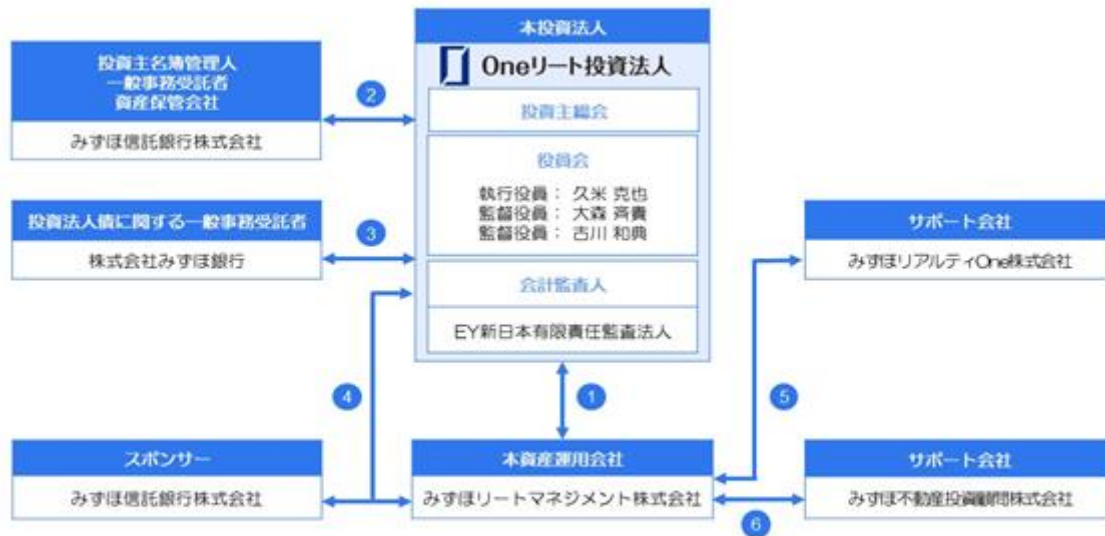 本投資法人
Oneリート投資法人
投資主総会
役員会
執行役員： 久米 克也
監督役員： 大森 斉貴
監督役員： 古川 和典
会計監査人
EY新日本有限責任監査法人
投資主名簿管理人
一般事務受託者
資産保管会社
みずほ信託銀行株式会社
2
投資法人債に関する一般事務受託者
株式会社みずほ銀行
3
サポート会社
みずほリアルティOne株式会社
4
1
5
スポンサー
みずほ信託銀行株式会社
本資産運用会社
みずほリートマネジメント株式会社
サポート会社
みずほ不動産投資顧問株式会社
6